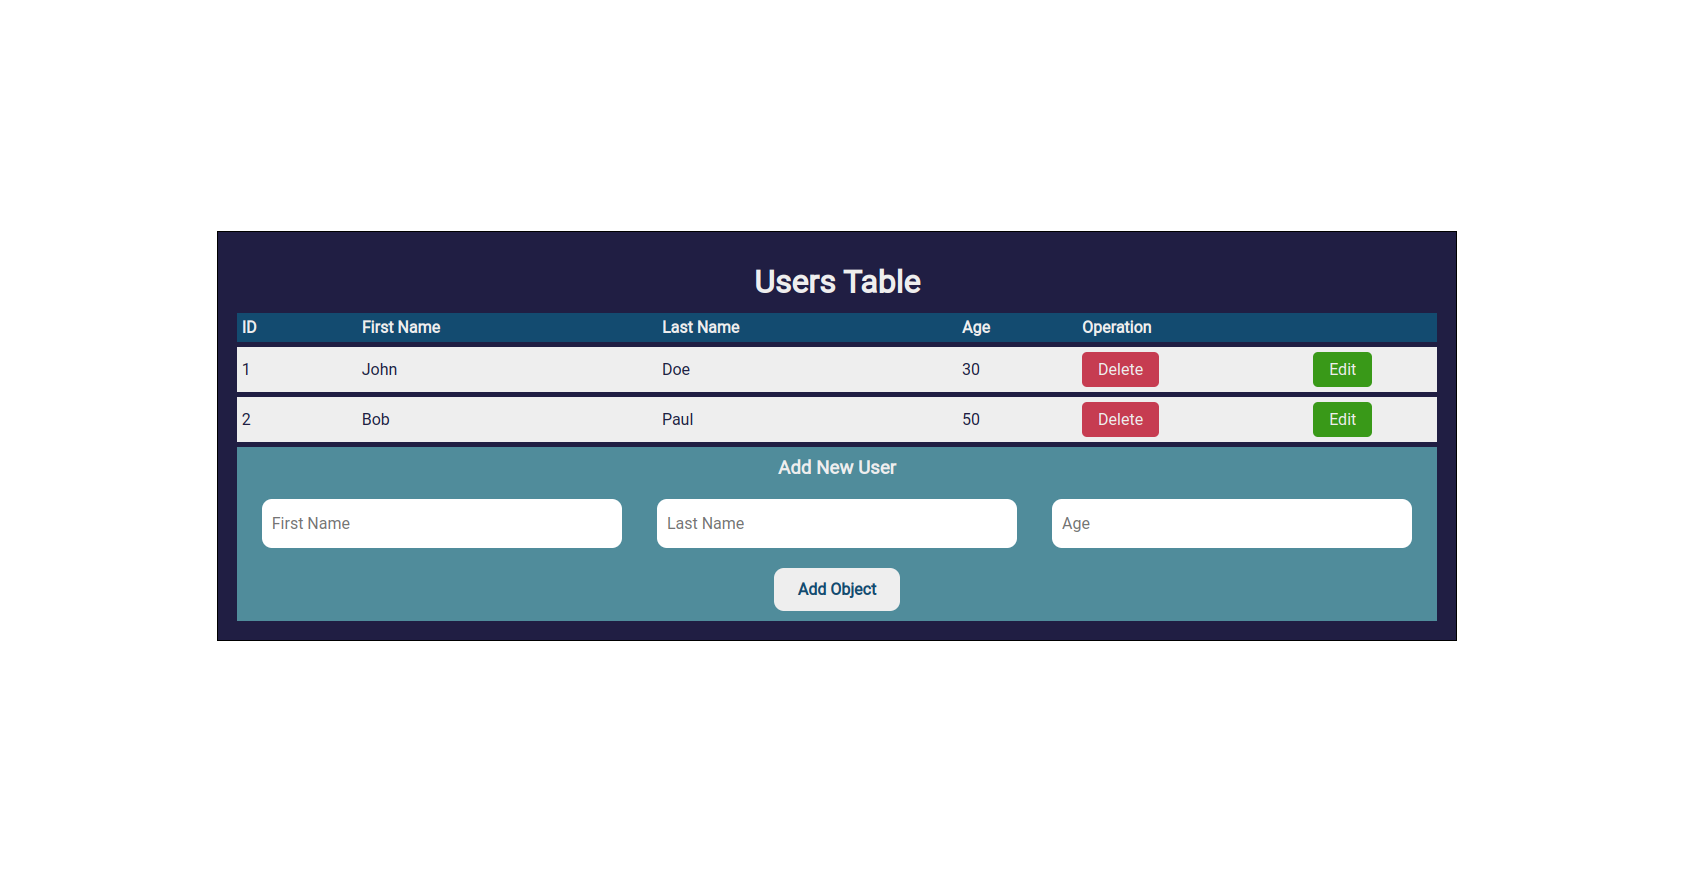 Users Table
ID First Name Last Name Age Operation
1 John Doe 30 Delete Edit
2 Bob Paul 50 Delete Edit
Add New User
First Name Last Name Age
Add Object